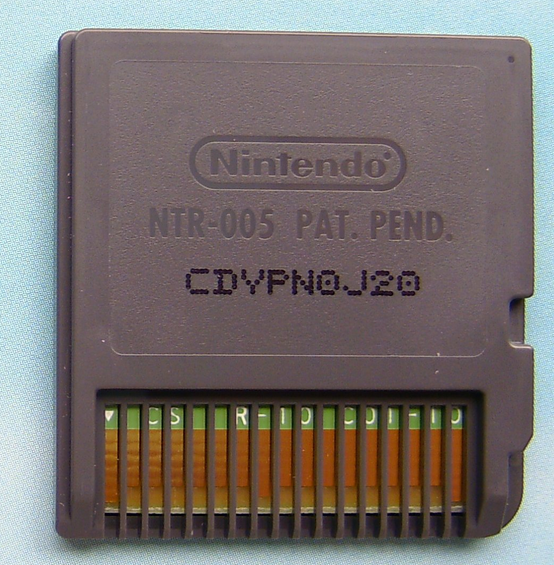 Nintendo®
NTR-005 PAT. PEND.
CDVPN0J20